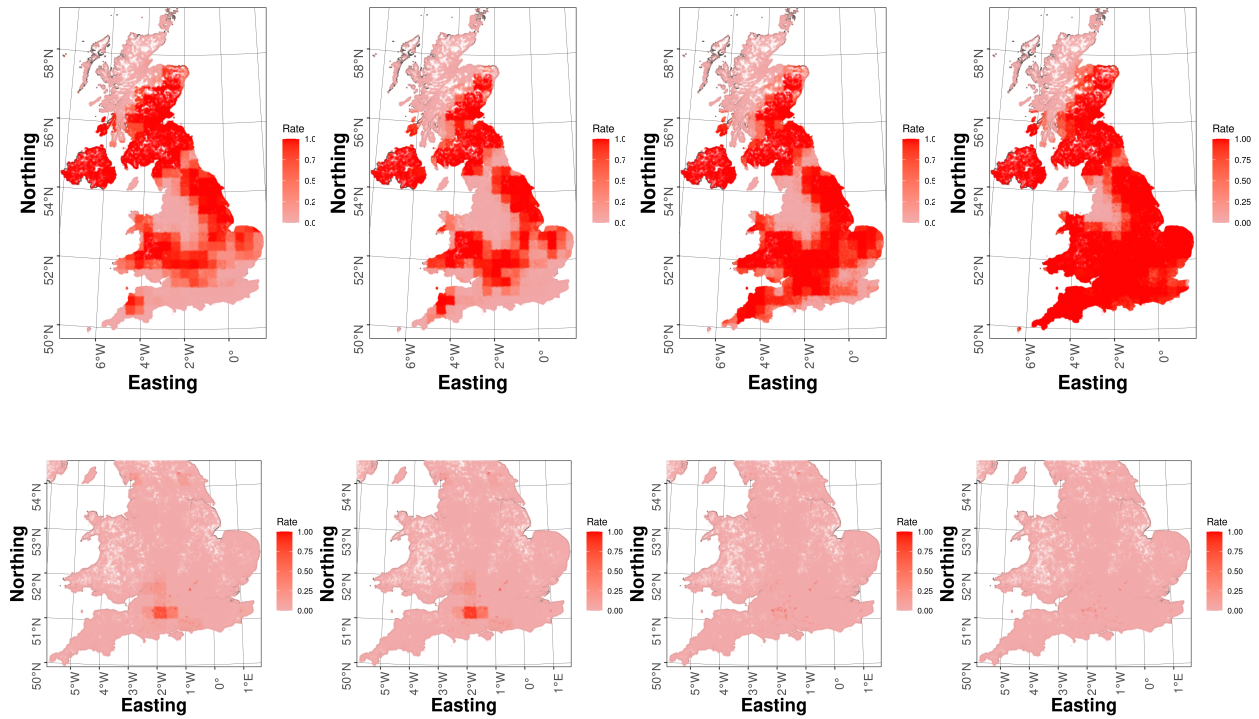 Northing
58°N
56°N
54°N
52°N
50°N
6°W
4°W
2°W
0°
Easting
Rate
1.0
0.7
0.5
0.2
0.0
Northing
58°N
56°N
54°N
52°N
50°N
6°W
4°W
2°W
0°
Easting
Rate
1.0
0.7
0.5
0.2
0.0
Northing
58°N
56°N
54°N
52°N
50°N
6°W
4°W
2°W
0°
Easting
Rate
1.0
0.7
0.5
0.2
0.0
Northing
58°N
56°N
54°N
52°N
50°N
6°W
4°W
2°W
0°
Easting
Rate
1.00
0.75
0.50
0.25
0.00
Northing
54°N
53°N
52°N
51°N
50°N
5°W
4°W
3°W
2°W
1°W
0°
1°E
Easting
Rate
1.00
0.75
0.50
0.25
0.00
Northing
54°N
53°N
52°N
51°N
50°N
5°W
4°W
3°W
2°W
1°W
0°
1°E
Easting
Rate
1.00
0.75
0.50
0.25
0.00
Northing
54°N
53°N
52°N
51°N
50°N
5°W
4°W
3°W
2°W
1°W
0°
1°E
Easting
Rate
1.00
0.75
0.50
0.25
0.00
Northing
54°N
53°N
52°N
51°N
50°N
5°W
4°W
3°W
2°W
1°W
0°
1°E
Easting
Rate
1.00
0.75
0.50
0.25
0.00